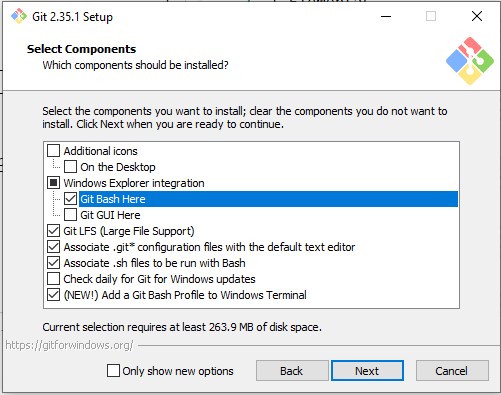 Git 2.35.1 Setup
Select Components
Which components should be installed?
Select the components you want to install; clear the components you do not want to
install. Click Next when you are ready to continue.
Additional icons
On the Desktop
Windows Explorer integration
Git Bash Here
Git GUI Here
Git LFS (Large File Support)
Associate .git* configuration files with the default text editor
Associate .sh files to be run with Bash
Check daily for Git for Windows updates
(NEW!) Add a Git Bash Profile to Windows Terminal
Current selection requires at least 263.9 MB of disk space.
https://gitforwindows.org/
Only show new options
Back
Next
Cancel